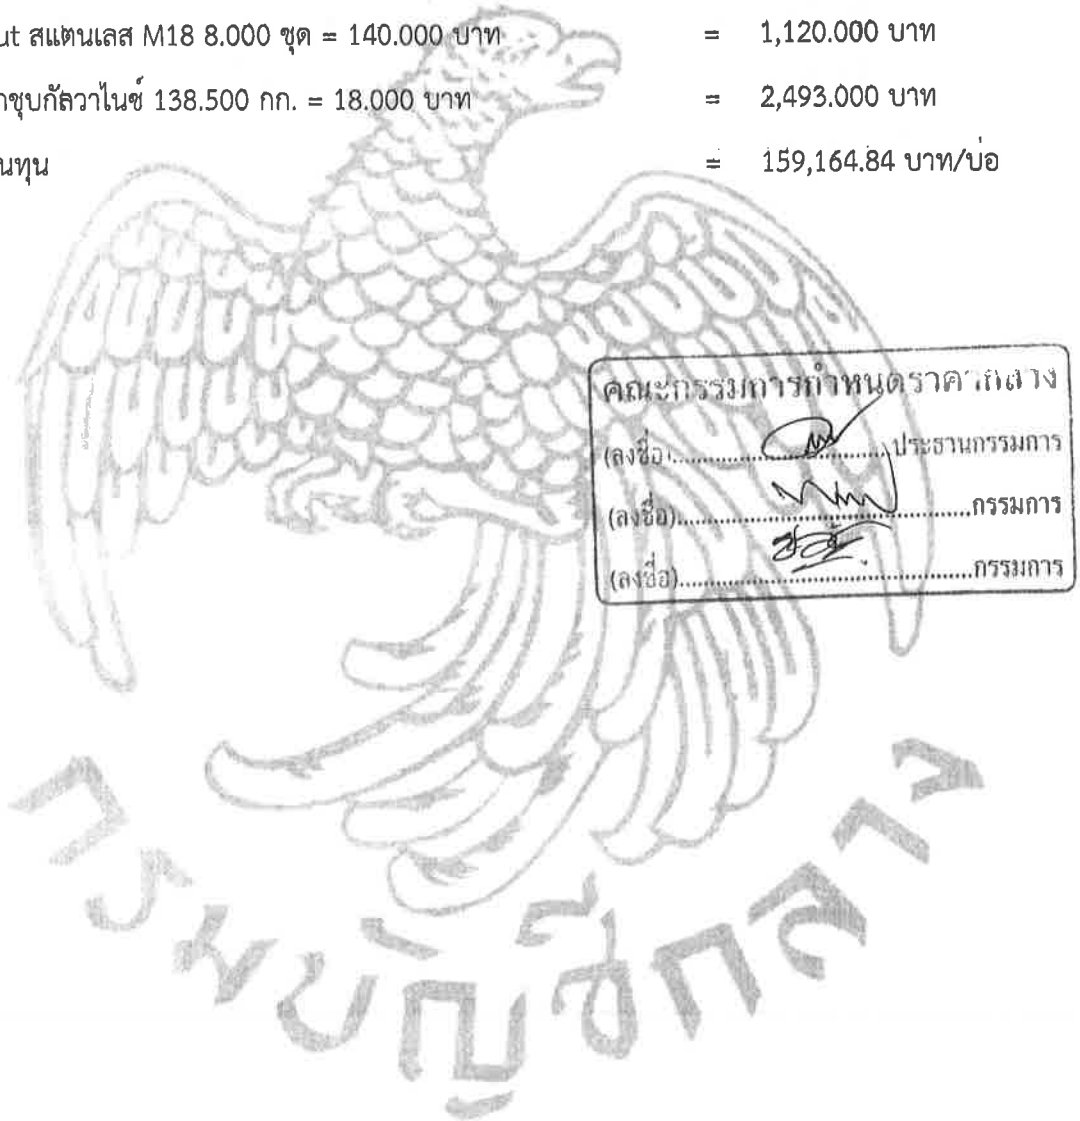 ut สแตนเลส M18 8.000 ชุด = 140.000 บาท = 1,120.000 บาท
าชุบกัลวาไนซ์ 138.500 กก. = 18.000 บาท = 2,493.000 บาท
นทุน = 159,164.84 บาท/บ่อ
คณะกรรมการกำหนดราคากลาง
(ลงชื่อ)....................ประธานกรรมการ
(ลงชื่อ)....................กรรมการ
(ลงชื่อ)....................กรรมการ
กรมบัญชีกลาง